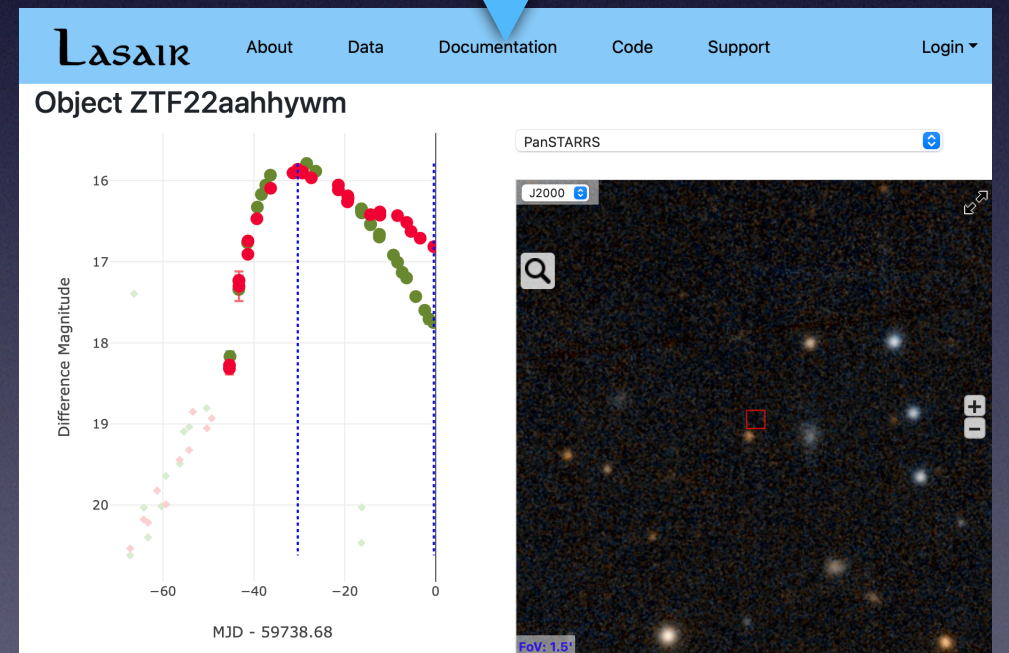 LASAIR About Data Documentation Code Support Login
Object ZTF22aahhywm
PanSTARRS
J2000
16
17
18
19
20
Difference Magnitude
−60 −40 −20 0
MJD - 59738.68
+
−
FoV: 1.5'